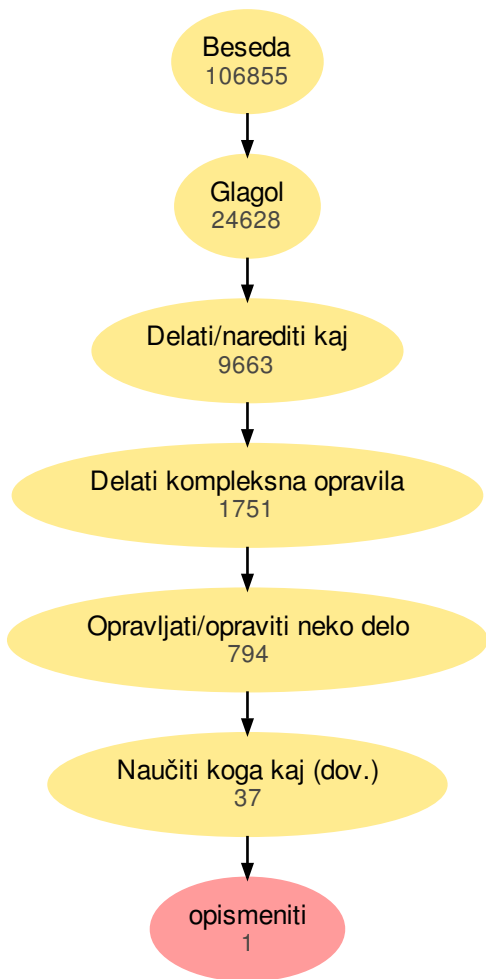 Beseda
106855
Glagol
24628
Delati/narediti kaj
9663
Delati kompleksna opravila
1751
Opravljati/opraviti neko delo
794
Naučiti koga kaj (dov.)
37
opismeniti
1